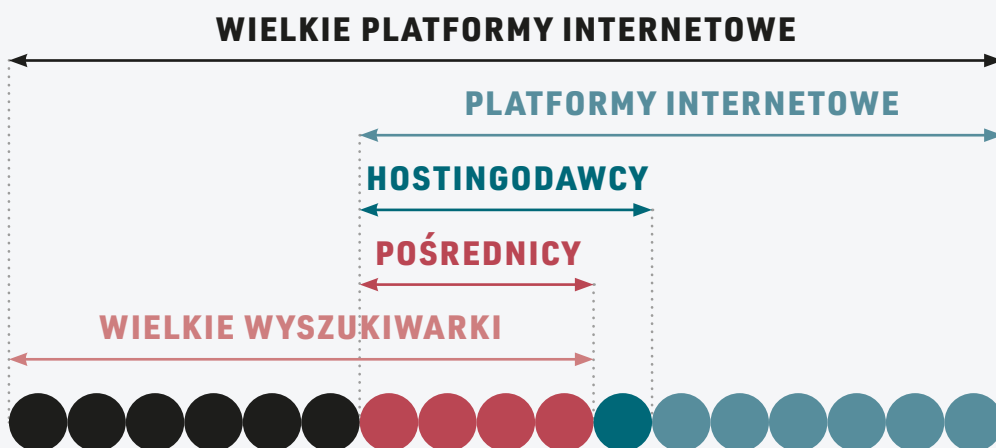 WIELKIE PLATFORMY INTERNETOWE
PLATFORMY INTERNETOWE
HOSTINGODAWCY
POŚREDNICY
WIELKIE WYSZUKIWARKI